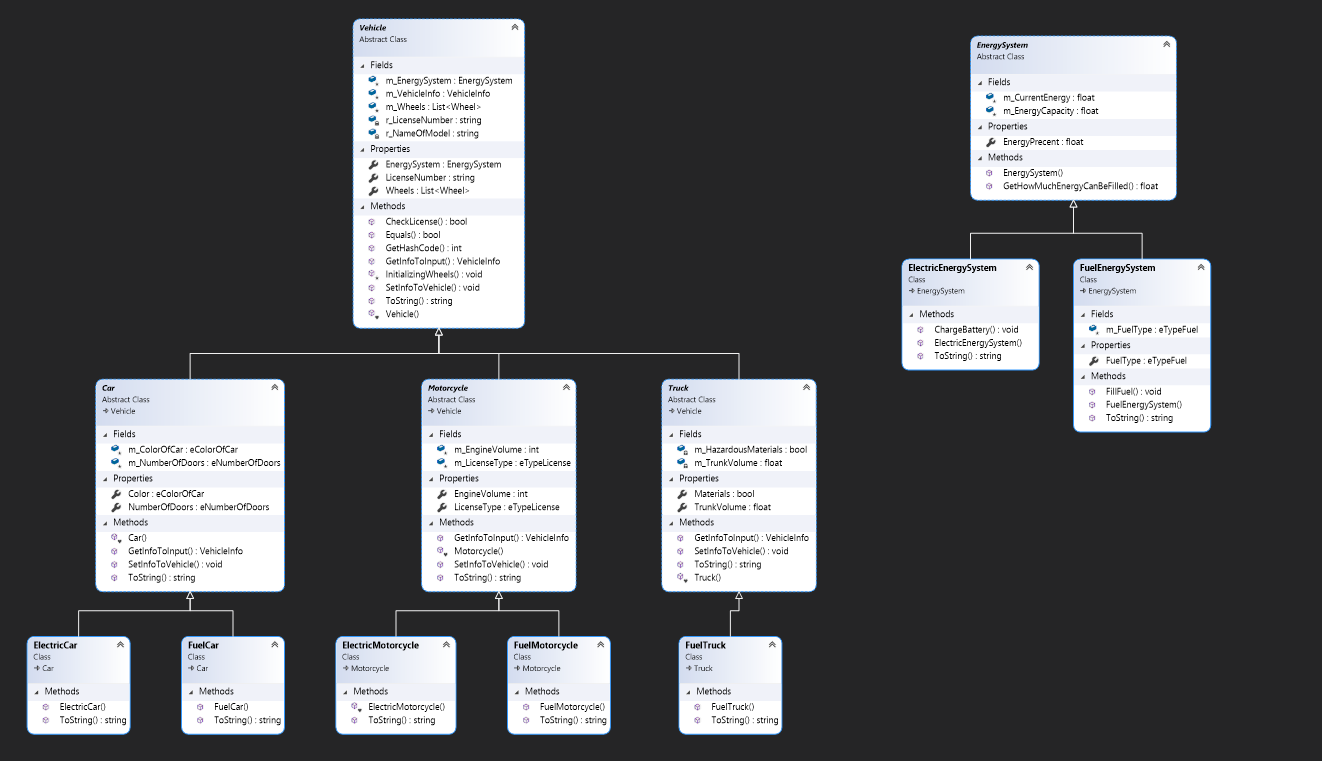 Vehicle
Abstract Class
Fields
m_EnergySystem : EnergySystem
m_VehicleInfo : VehicleInfo
m_Wheels : List<Wheel>
r_LicenseNumber : string
r_NameOfModel : string
Properties
EnergySystem : EnergySystem
LicenseNumber : string
Wheels : List<Wheel>
Methods
CheckLicense() : bool
Equals() : bool
GetHashCode() : int
GetInfoToInput() : VehicleInfo
InitializingWheels() : void
SetInfoToVehicle() : void
ToString() : string
Vehicle()
EnergySystem
Abstract Class
Fields
m_CurrentEnergy : float
m_EnergyCapacity : float
Properties
EnergyPrecent : float
Methods
EnergySystem()
GetHowMuchEnergyCanBeFilled() : float
ElectricEnergySystem
Class
EnergySystem
Methods
ChargeBattery() : void
ElectricEnergySystem()
ToString() : string
FuelEnergySystem
Class
EnergySystem
Fields
m_FuelType : eTypeFuel
Properties
FuelType : eTypeFuel
Methods
FillFuel() : void
FuelEnergySystem()
ToString() : string
Car
Abstract Class
Vehicle
Fields
m_ColorOfCar : eColorOfCar
m_NumberOfDoors : eNumberOfDoors
Properties
Color : eColorOfCar
NumberOfDoors : eNumberOfDoors
Methods
Car()
GetInfoToInput() : VehicleInfo
SetInfoToVehicle() : void
ToString() : string
Motorcycle
Abstract Class
Vehicle
Fields
m_EngineVolume : int
m_LicenseType : eTypeLicense
Properties
EngineVolume : int
LicenseType : eTypeLicense
Methods
GetInfoToInput() : VehicleInfo
Motorcycle()
SetInfoToVehicle() : void
ToString() : string
Truck
Abstract Class
Vehicle
Fields
m_HazardousMaterials : bool
m_TrunkVolume : float
Properties
Materials : bool
TrunkVolume : float
Methods
GetInfoToInput() : VehicleInfo
SetInfoToVehicle() : void
ToString() : string
Truck()
ElectricCar
Class
Car
Methods
ElectricCar()
ToString() : string
FuelCar
Class
Car
Methods
FuelCar()
ToString() : string
ElectricMotorcycle
Class
Motorcycle
Methods
ElectricMotorcycle()
ToString() : string
FuelMotorcycle
Class
Motorcycle
Methods
FuelMotorcycle()
ToString() : string
FuelTruck
Class
Truck
Methods
FuelTruck()
ToString() : string